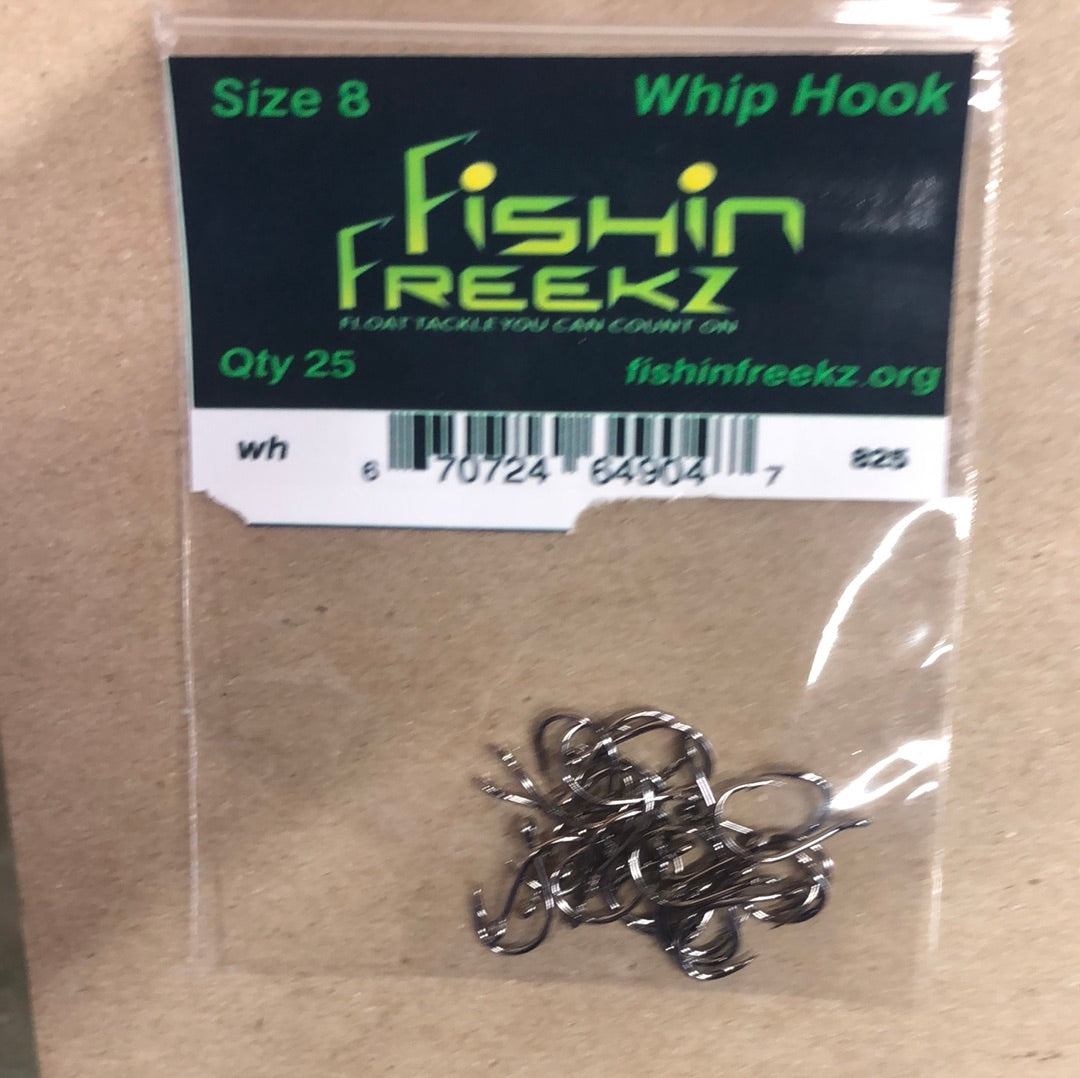 Size 8 Whip Hook
FiSHiN
FREEKZ
FLOAT TACKLE YOU CAN COUNT ON
Qty 25 fishinfreekz.org
wh 825
6 70724 64904 7